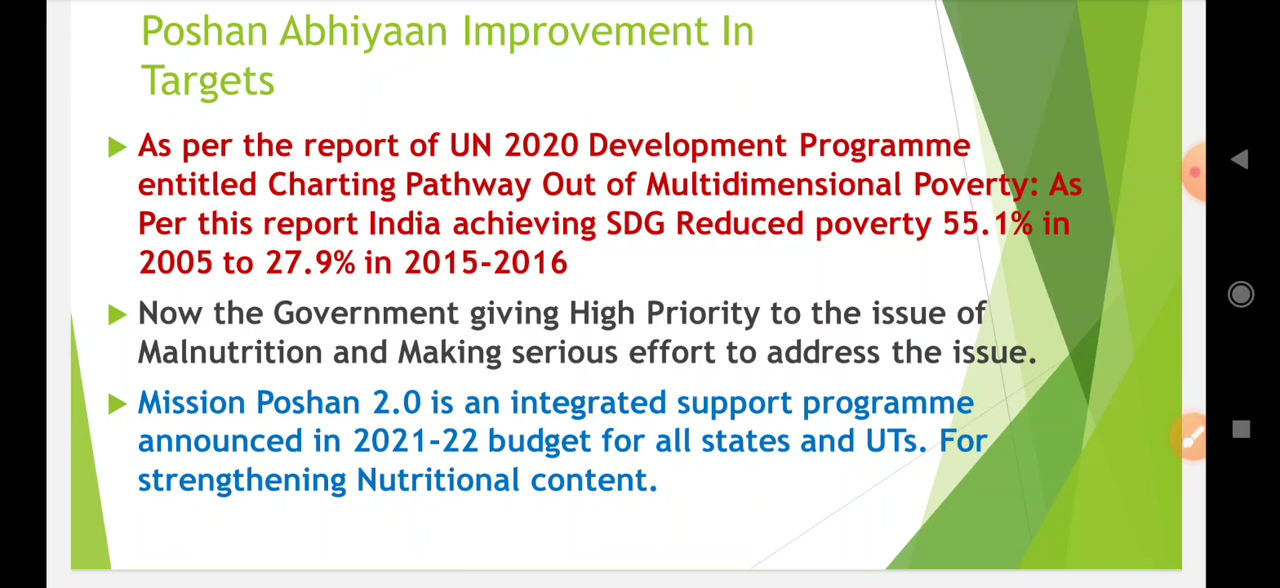 Poshan Abhiyaan Improvement In
Targets
As per the report of UN 2020 Development Programme
entitled Charting Pathway Out of Multidimensional Poverty: As
Per this report India achieving SDG Reduced poverty 55.1% in
2005 to 27.9% in 2015-2016
Now the Government giving High Priority to the issue of
Malnutrition and Making serious effort to address the issue.
Mission Poshan 2.0 is an integrated support programme
announced in 2021-22 budget for all states and UTs. For
strengthening Nutritional content.